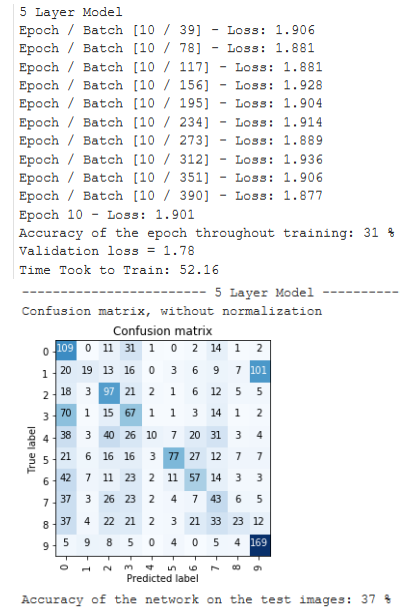 5 Layer Model
Epoch / Batch [10 / 39] - Loss: 1.906
Epoch / Batch [10 / 78] - Loss: 1.881
Epoch / Batch [10 / 117] - Loss: 1.881
Epoch / Batch [10 / 156] - Loss: 1.928
Epoch / Batch [10 / 195] - Loss: 1.904
Epoch / Batch [10 / 234] - Loss: 1.914
Epoch / Batch [10 / 273] - Loss: 1.889
Epoch / Batch [10 / 312] - Loss: 1.936
Epoch / Batch [10 / 351] - Loss: 1.906
Epoch / Batch [10 / 390] - Loss: 1.877
Epoch 10 - Loss: 1.901
Accuracy of the epoch throughout training: 31 %
Validation loss = 1.78
Time Took to Train: 52.16
----------------------- 5 Layer Model ----------
Confusion matrix, without normalization
Confusion matrix
True label
0 109 0 11 31 1 0 2 14 1 2
1 20 19 13 16 0 3 6 9 7 101
2 18 3 97 21 2 1 6 12 5 5
3 70 1 15 67 1 1 3 14 1 2
4 38 3 40 26 10 7 20 31 3 4
5 21 6 16 16 3 77 27 12 7 7
6 42 7 11 23 2 11 57 14 3 3
7 37 3 26 23 2 4 7 43 6 5
8 37 4 22 21 2 3 21 33 23 12
9 5 9 8 5 0 4 0 5 4 169
0 1 2 3 4 5 6 7 8 9
Predicted label
Accuracy of the network on the test images: 37 %